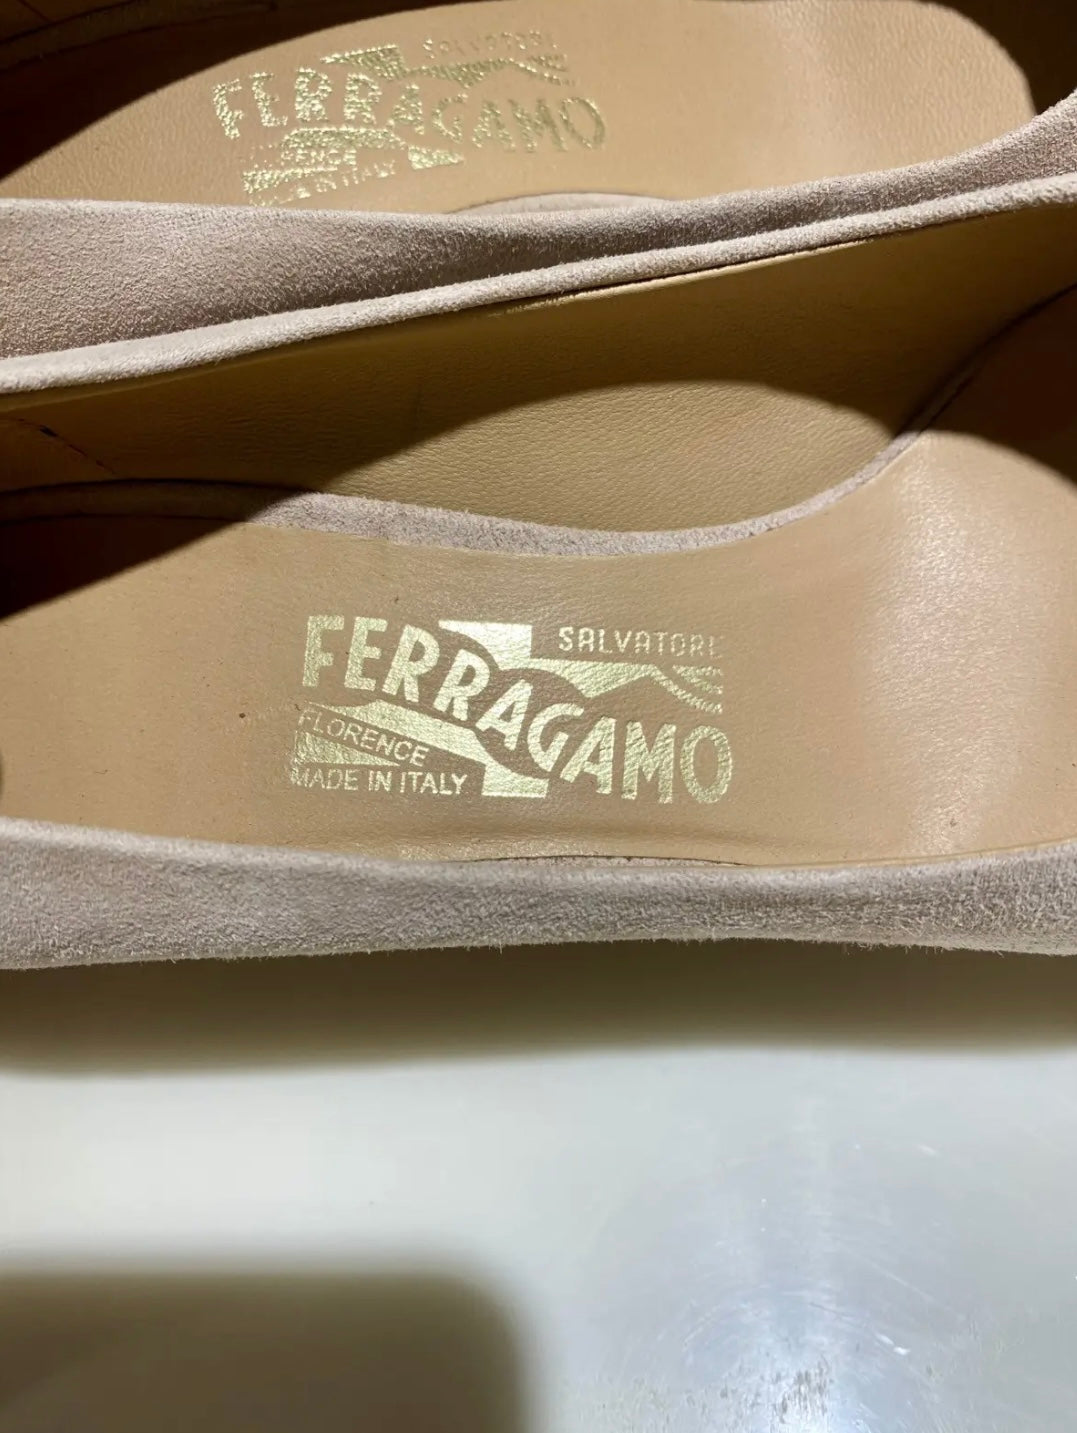 SALVATORE
FERRAGAMO
FLORENCE
MADE IN ITALY
SALVATORE
FERRAGAMO
FLORENCE
MADE IN ITALY